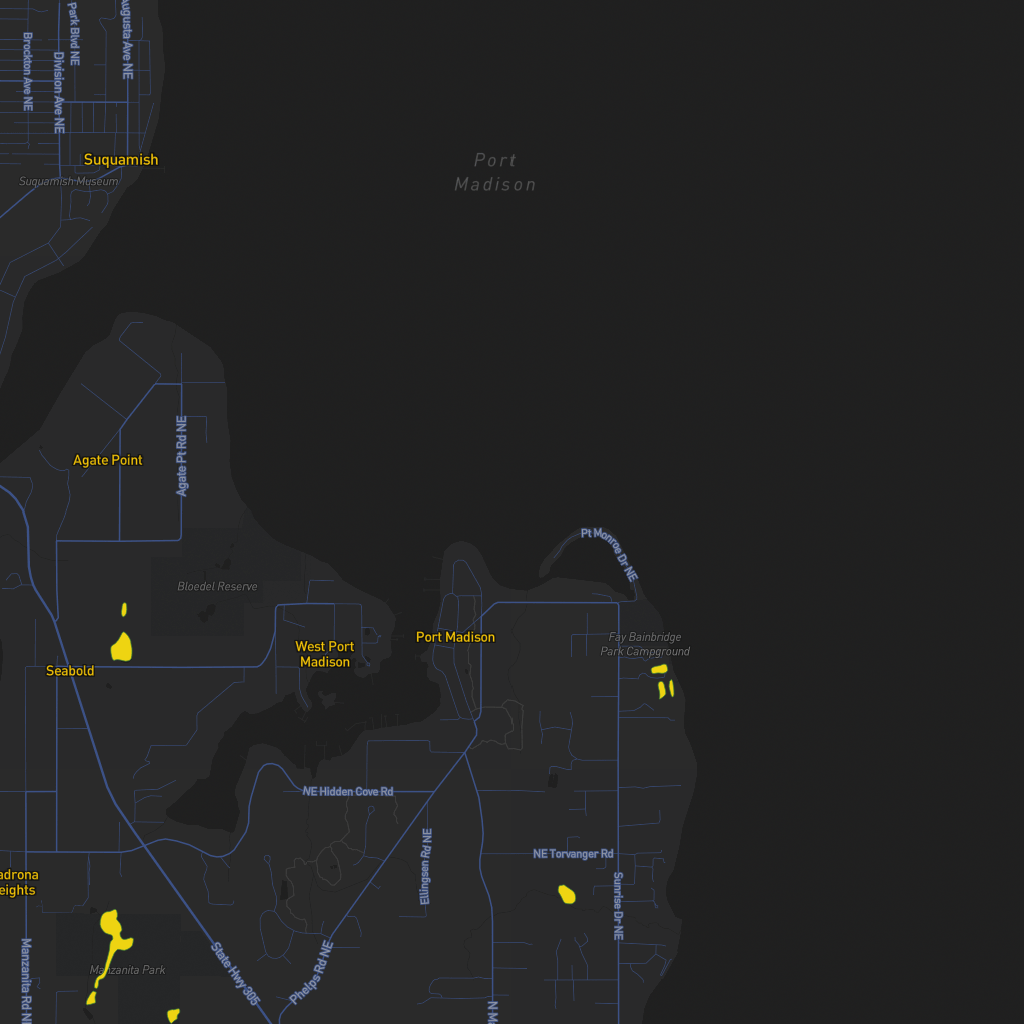 Park Blvd NE
Augusta Ave NE
Brockton Ave NE
Division Ave NE
Suquamish
Suquamish Museum
Port
Madison
Agate Point
Agate Pt Rd NE
Pt Monroe Dr NE
Bloedel Reserve
West Port
Madison
Port Madison
Fay Bainbridge
Park Campground
Seabold
NE Hidden Cove Rd
Ellingsen Rd NE
NE Torvanger Rd
Sunrise Dr NE
adrona
eights
Manzanita Rd NE
Manzanita Park
State Hwy 305
Phelps Rd NE
N M